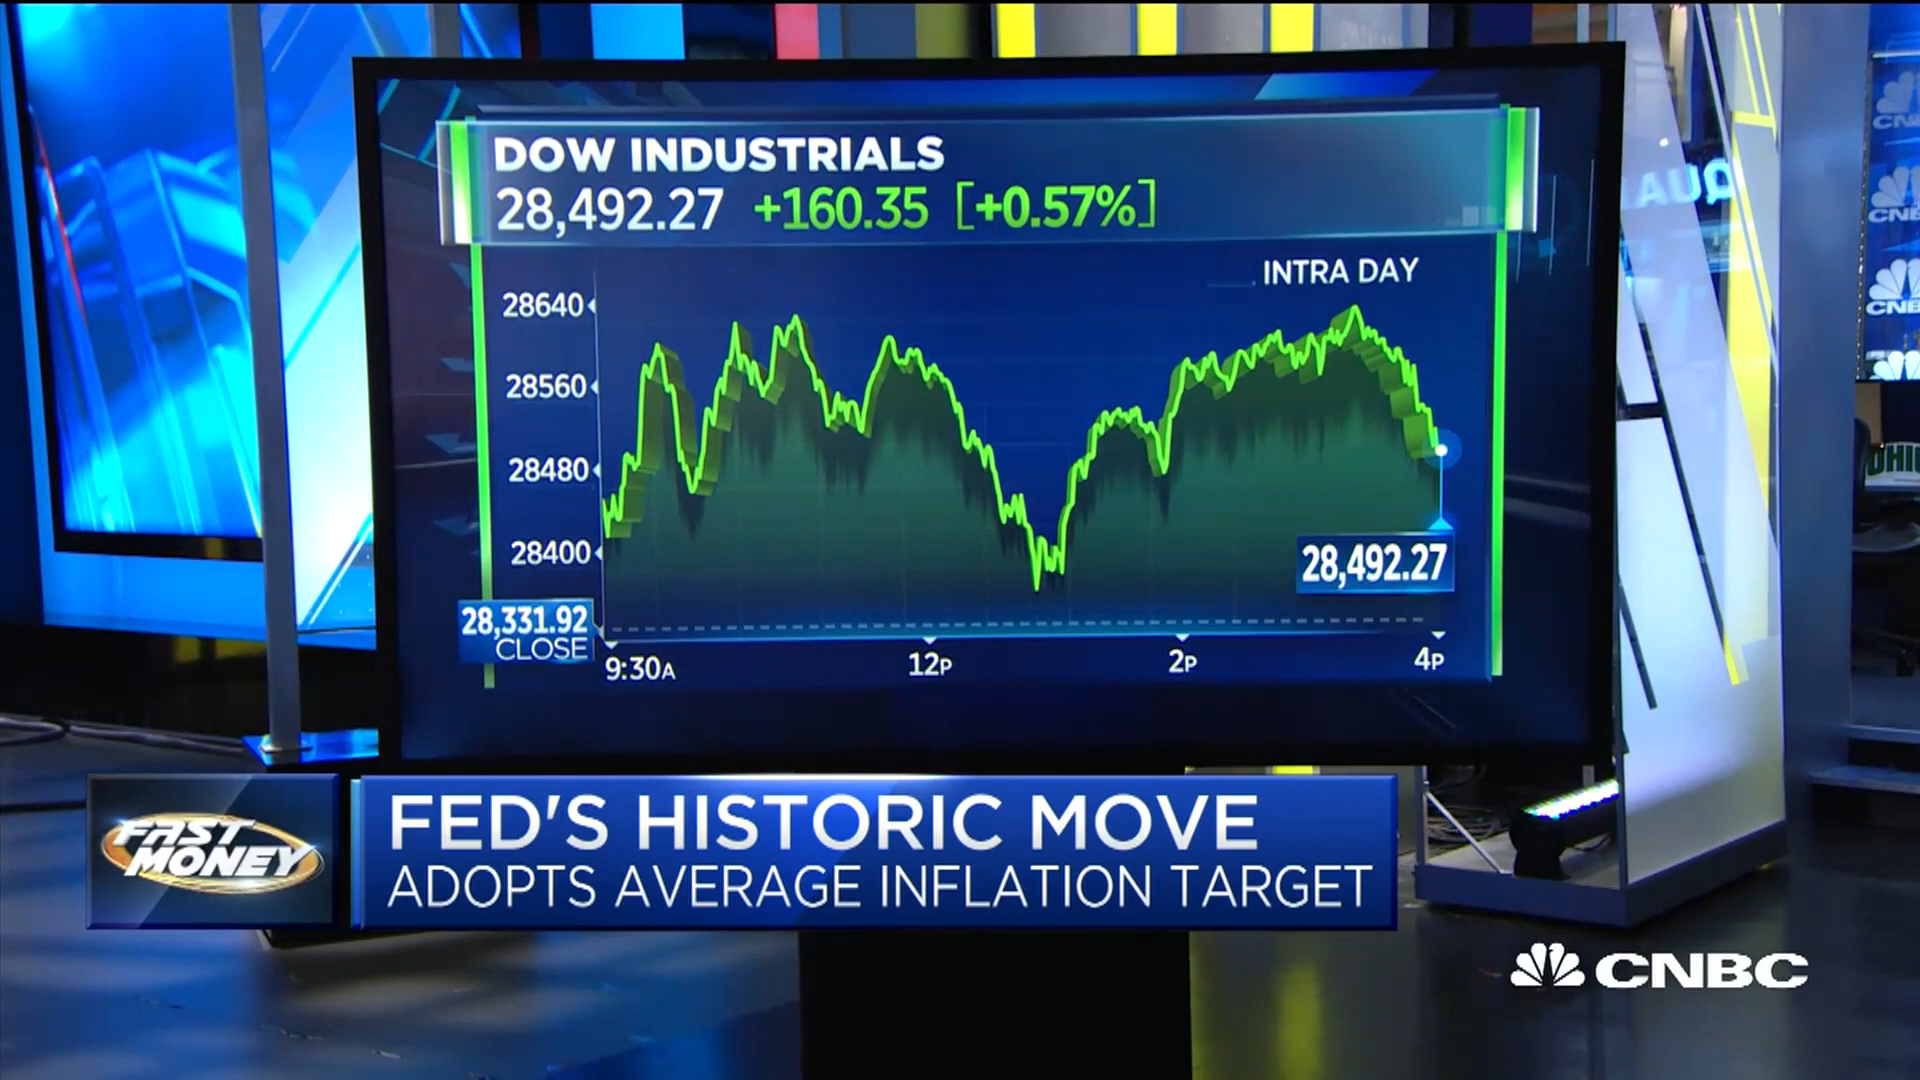 DOW INDUSTRIALS
28,492.27 +160.35 [+0.57%]
INTRA DAY
28640
28560
28480
28400
28,492.27
28,331.92
CLOSE
9:30A
12P
2P
4P
FAST
MONEY
FED'S HISTORIC MOVE
ADOPTS AVERAGE INFLATION TARGET
CNBC